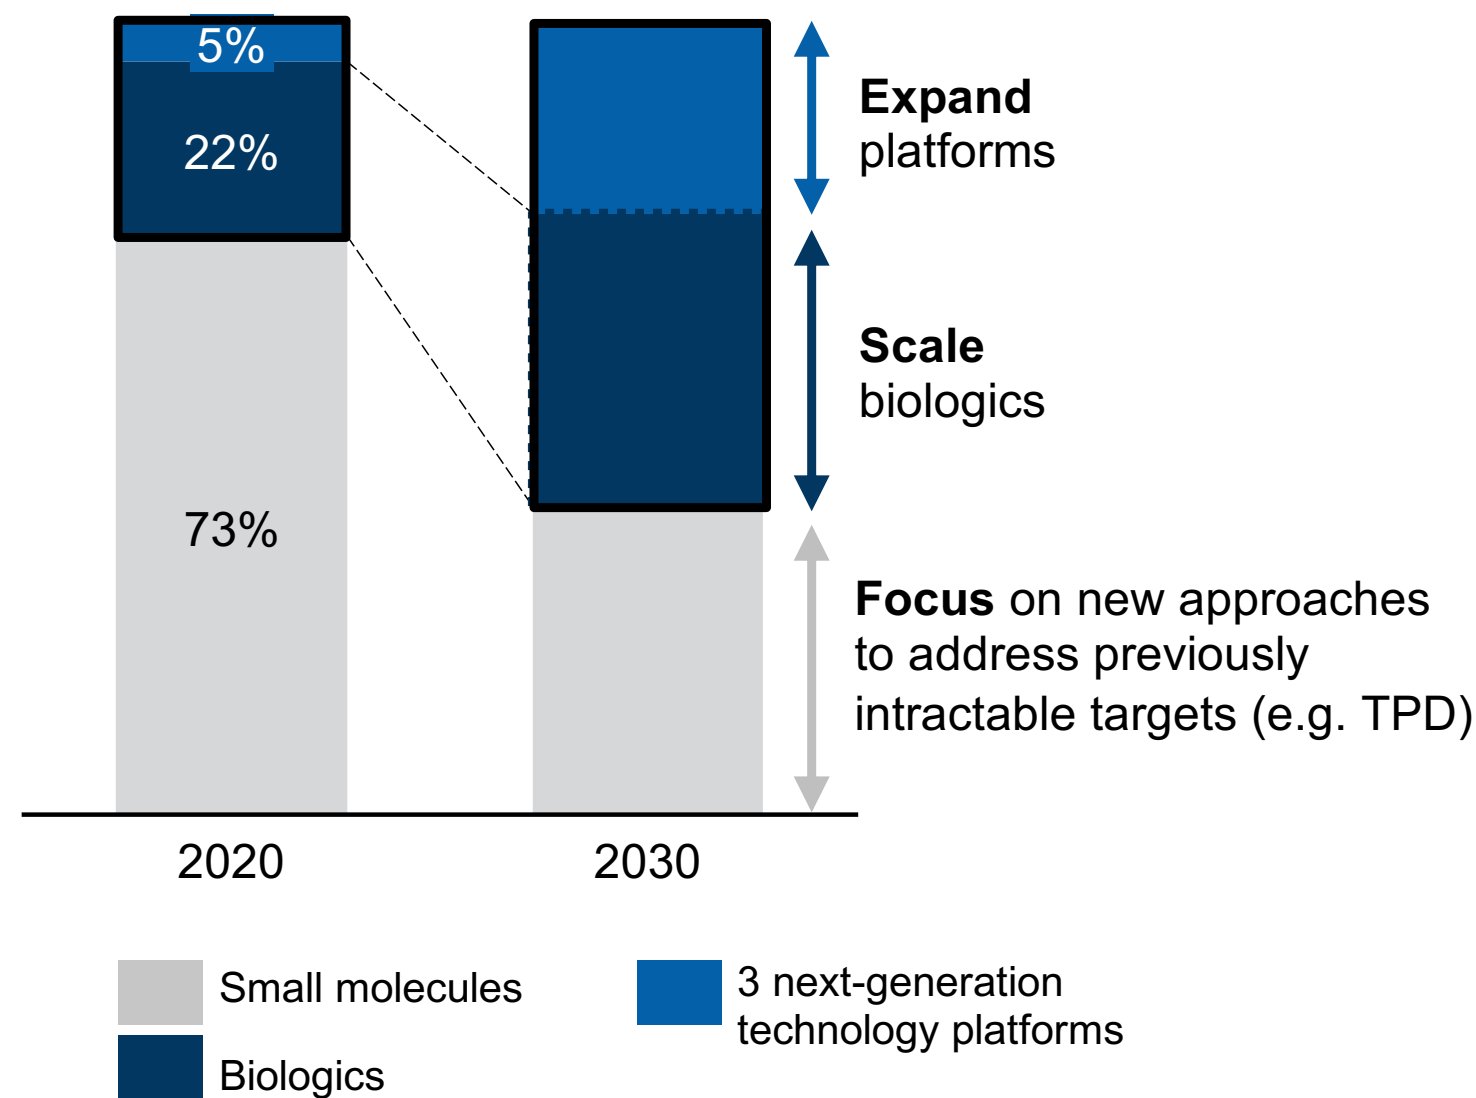 5%
22%
73%
Expand
platforms
Scale
biologics
Focus on new approaches
to address previously
intractable targets (e.g. TPD)
2020
2030
Small molecules
Biologics
3 next-generation
technology platforms